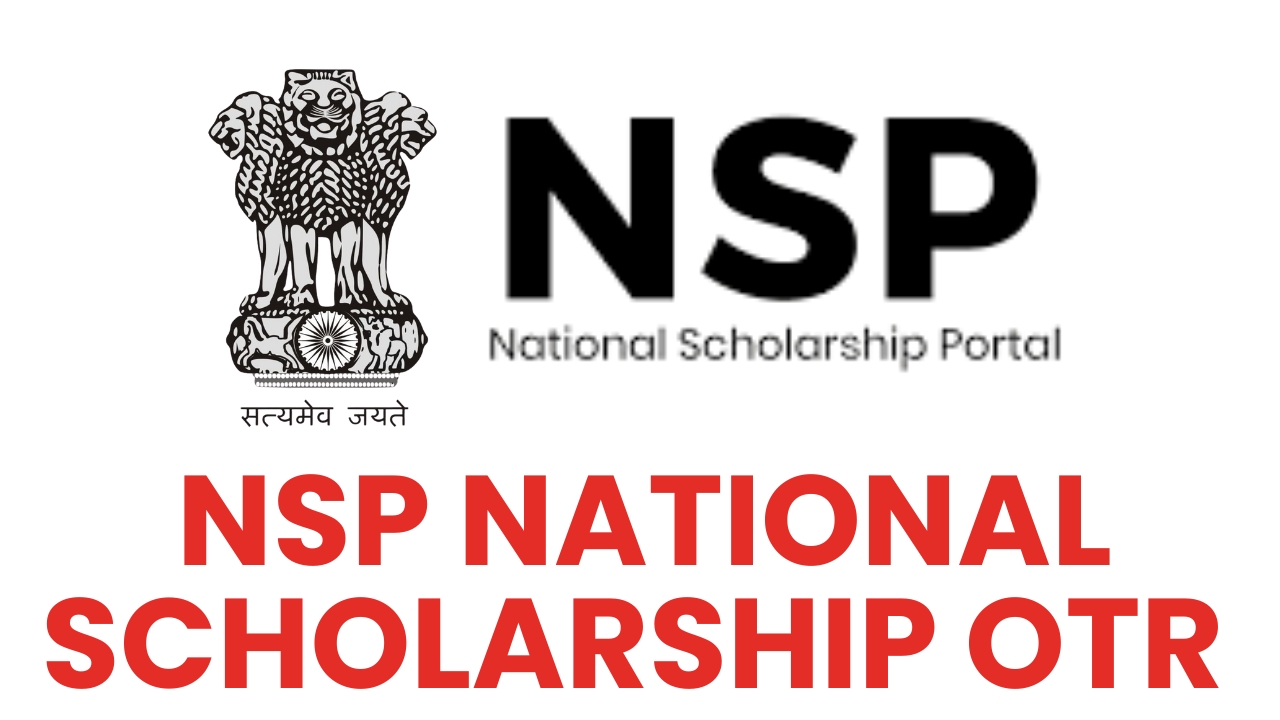 NSP
National Scholarship Portal
सत्यमेव जयते
NSP NATIONAL
SCHOLARSHIP OTR